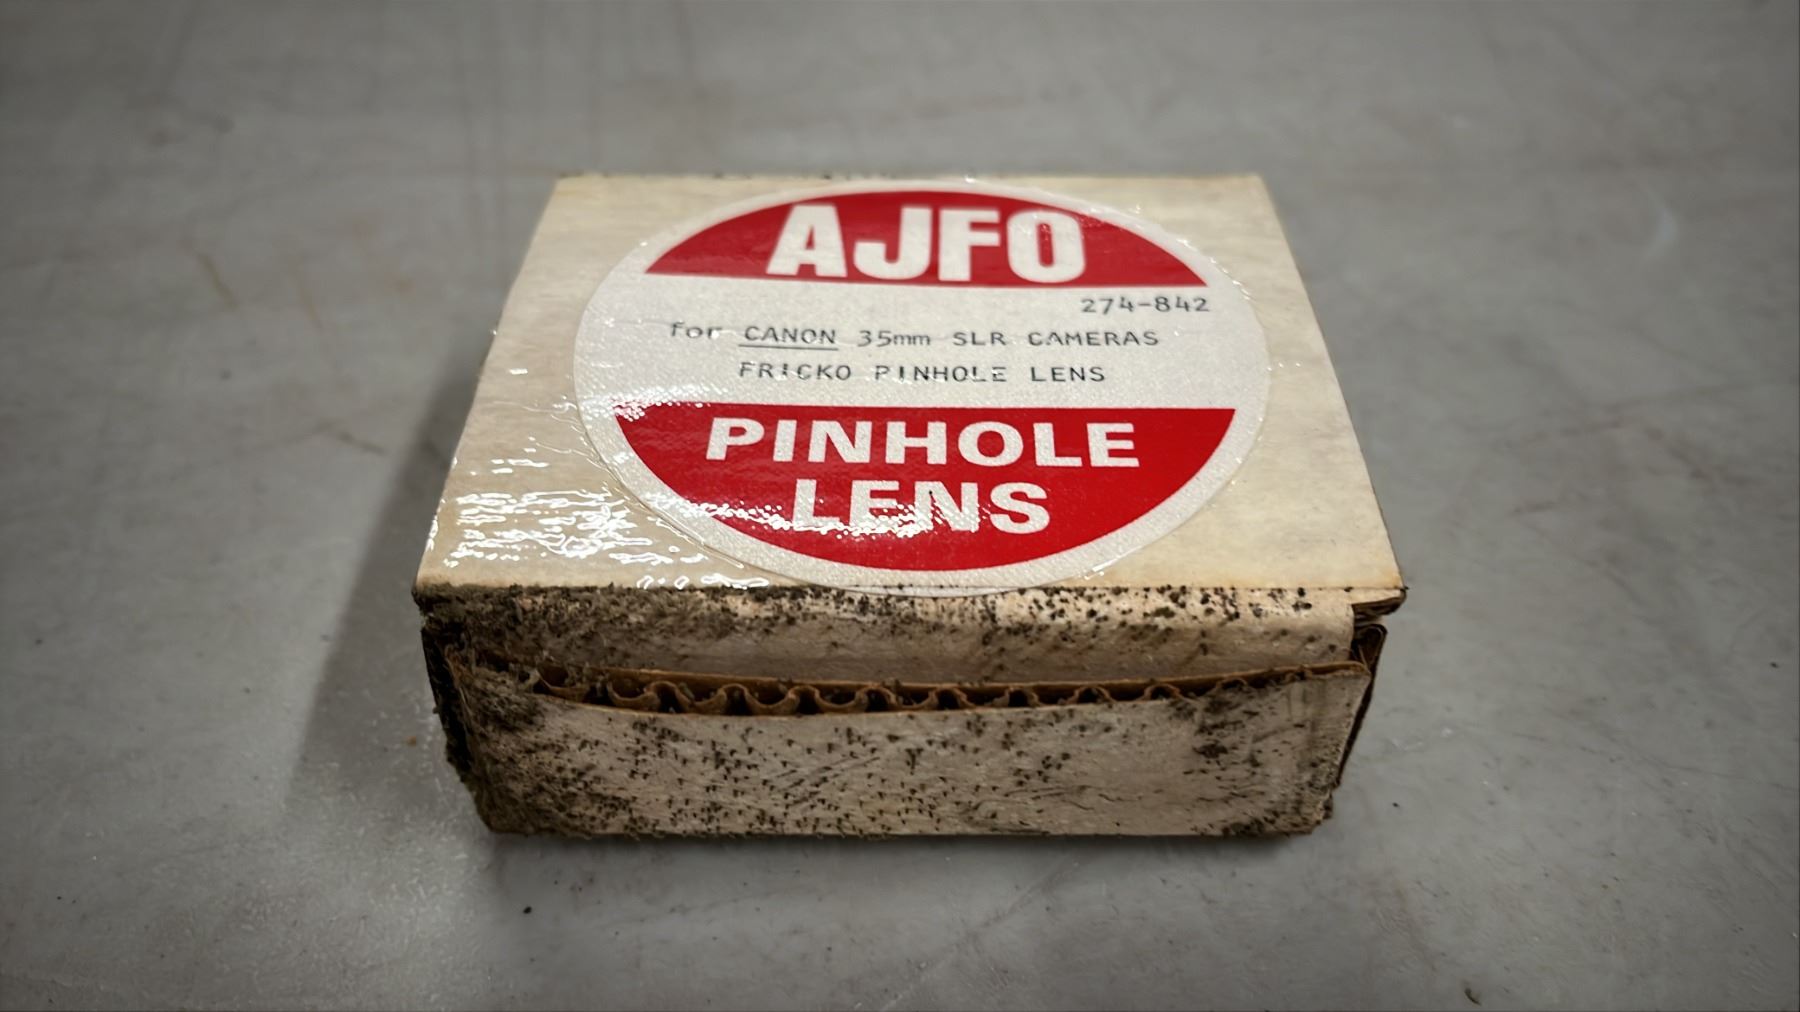 AJFO
274-842
for CANON 35mm SLR CAMERAS
FRICKO PINHOLE LENS
PINHOLE
LENS